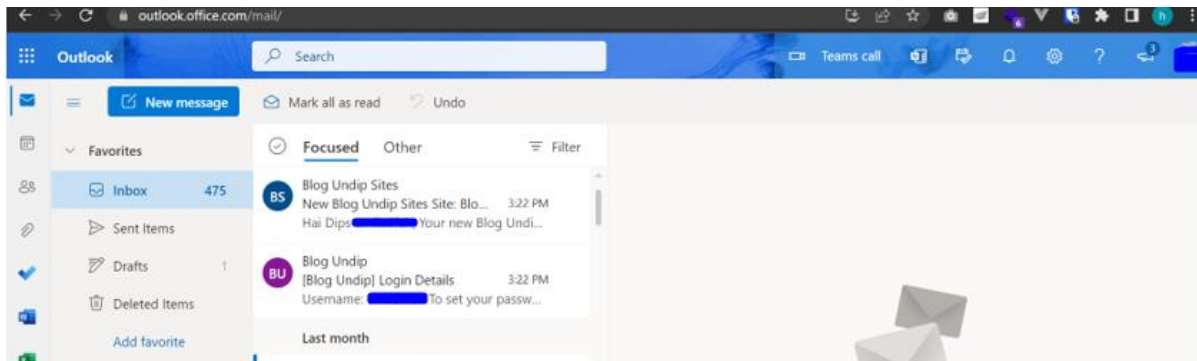 outlook.office.com/mail/
h
6
Outlook
Search
Teams call
3
New message
Mark all as read
Undo
Favorites
Focused
Other
Filter
Inbox 475
BS
Blog Undip Sites
New Blog Undip Sites Site: Blo... 3:22 PM
Hai Dips Your new Blog Undi...
Sent Items
Drafts 1
BU
Blog Undip
[Blog Undip] Login Details 3:22 PM
Username: To set your passw...
Deleted Items
Add favorite
Last month